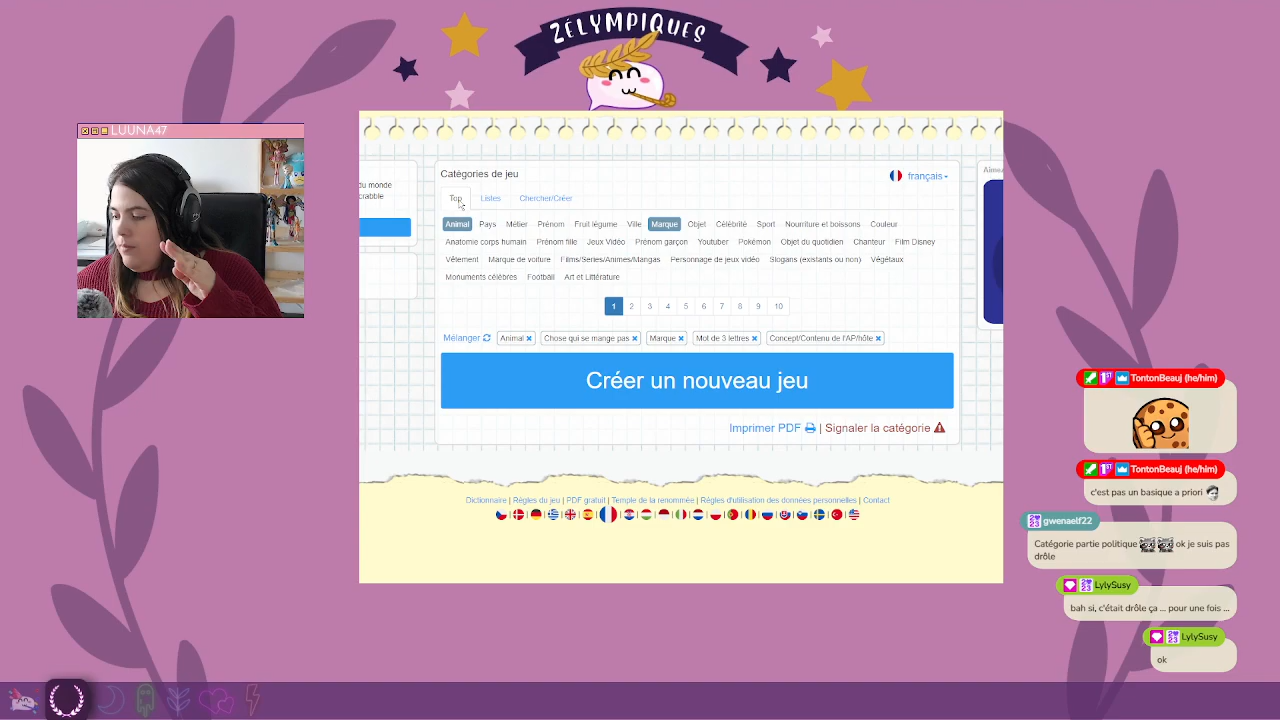 ZÉLYMPIQUES
LUUNA47
du monde
crabble
Catégories de jeu
français
Top Listes Chercher/Créer
Animal Pays Métier Prénom Fruit légume Ville Marque Objet Célébrité Sport Nourriture et boissons Couleur
Anatomie corps humain Prénom fille Jeux Vidéo Prénom garçon Youtuber Pokémon Objet du quotidien Chanteur Film Disney
Vêtement Marque de voiture Films/Series/Animes/Mangas Personnage de jeux vidéo Slogans (existants ou non) Végétaux
Monuments célèbres Football Art et Littérature
1 2 3 4 5 6 7 8 9 10
Mélanger Animal Chose qui se mange pas Marque Mot de 3 lettres Concept/Contenu de l'AP/hôte
Créer un nouveau jeu
Imprimer PDF | Signaler la catégorie
Dictionnaire | Règles du jeu | PDF gratuit | Temple de la renommée | Règles d'utilisation des données personnelles | Contact
TontonBeauj (he/him)
TontonBeauj (he/him)
c'est pas un basique a priori
gwenaelf22
Catégorie partie politique ok je suis pas
drôle
LylySusy
bah si, c'était drôle ça ... pour une fois ...
LylySusy
ok